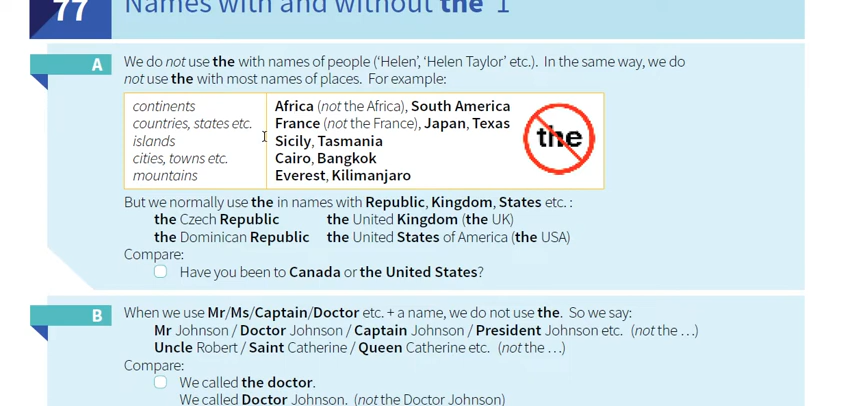 77 Names with and without the 1
A
We do not use the with names of people (‘Helen’, ‘Helen Taylor’ etc.). In the same way, we do
not use the with most names of places. For example:
continents Africa (not the Africa), South America
countries, states etc. France (not the France), Japan, Texas
islands Sicily, Tasmania
cities, towns etc. Cairo, Bangkok
mountains Everest, Kilimanjaro
the
But we normally use the in names with Republic, Kingdom, States etc. :
the Czech Republic the United Kingdom (the UK)
the Dominican Republic the United States of America (the USA)
Compare:
Have you been to Canada or the United States?
B
When we use Mr/Ms/Captain/Doctor etc. + a name, we do not use the. So we say:
Mr Johnson / Doctor Johnson / Captain Johnson / President Johnson etc. (not the …)
Uncle Robert / Saint Catherine / Queen Catherine etc. (not the …)
Compare:
We called the doctor.
We called Doctor Johnson. (not the Doctor Johnson)